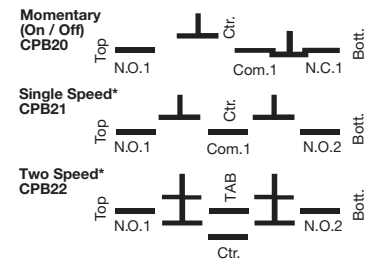 Momentary
(On / Off)
CPB20
Top
Ctr.
Bott.
N.O.1
Com.1
N.C.1
Single Speed*
CPB21
Top
Ctr.
Bott.
N.O.1
Com.1
N.O.2
Two Speed*
CPB22
Top
TAB
Bott.
N.O.1
N.O.2
Ctr.